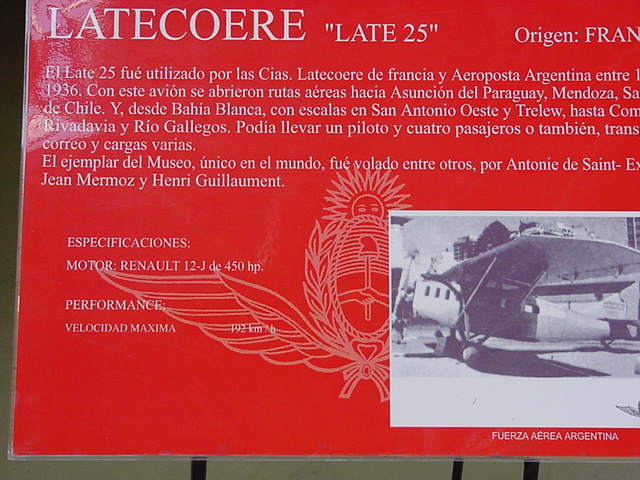 LATECOERE "LATE 25" Origen: FRAN
El Late 25 fué utilizado por las Cias. Latecoere de francia y Aeroposta Argentina entre 1
1936. Con este avión se abrieron rutas aéreas hacia Asunción del Paraguay, Mendoza, Sa
de Chile. Y, desde Bahía Blanca, con escalas en San Antonio Oeste y Trelew, hasta Com
Rivadavia y Río Gallegos. Podía llevar un piloto y cuatro pasajeros o también, trans
correo y cargas varias.
El ejemplar del Museo, único en el mundo, fué volado entre otros, por Antonie de Saint- Ex
Jean Mermoz y Henri Guillaument.
ESPECIFICACIONES:
MOTOR: RENAULT 12-J de 450 hp.
PERFORMANCE:
VELOCIDAD MAXIMA 192 km / h
FUERZA AÉREA ARGENTINA